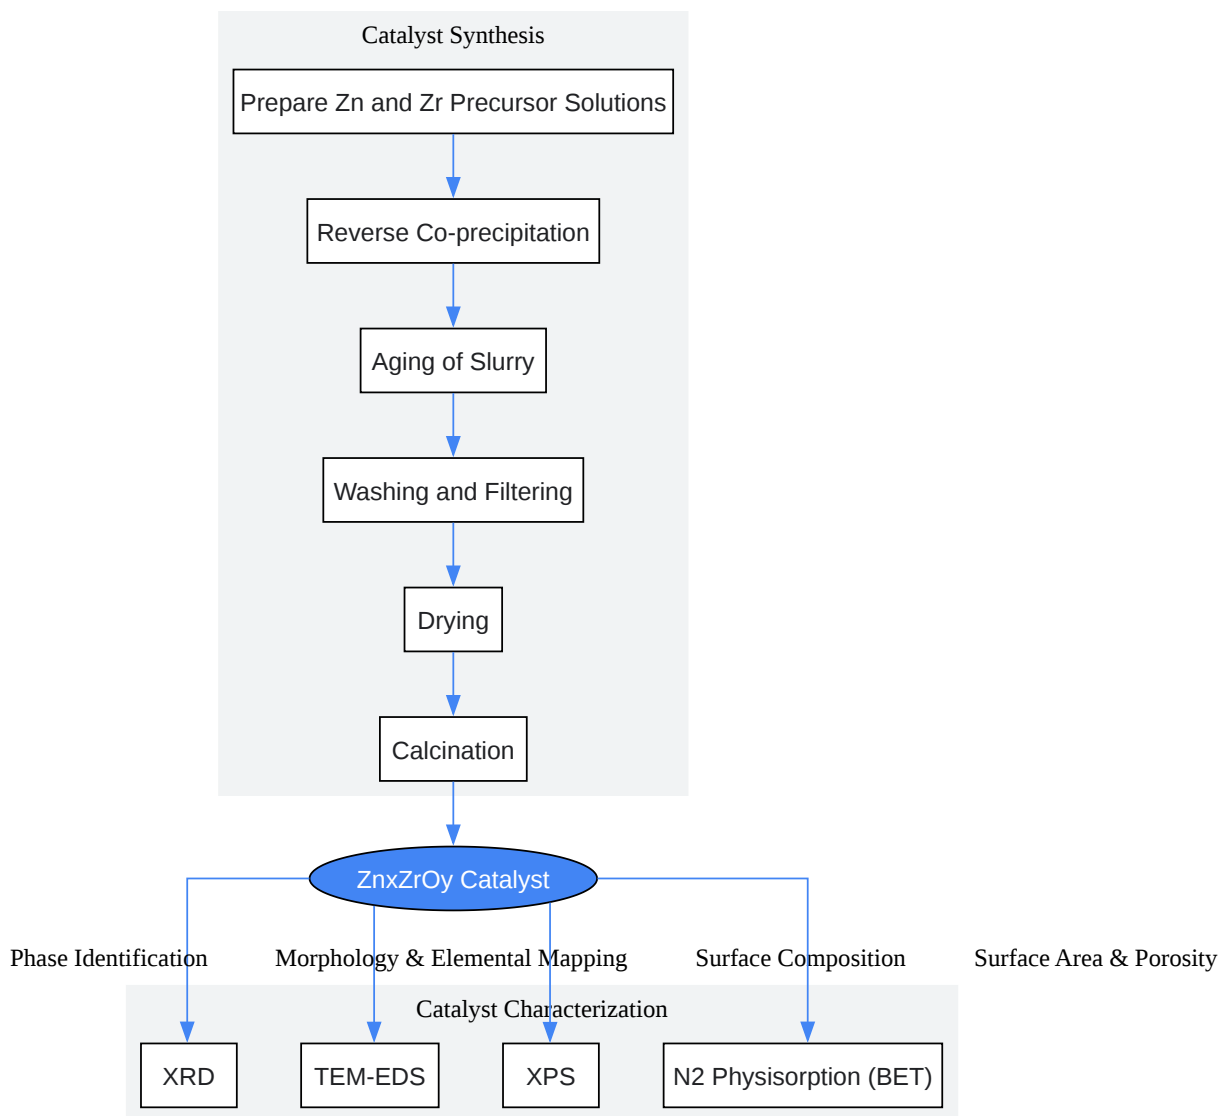 Catalyst Synthesis
Prepare Zn and Zr Precursor Solutions
Reverse Co-precipitation
Aging of Slurry
Washing and Filtering
Drying
Calcination
ZnxZrOy Catalyst
Phase Identification
Morphology & Elemental Mapping
Surface Composition
Surface Area & Porosity
Catalyst Characterization
XRD
TEM-EDS
XPS
N2 Physisorption (BET)